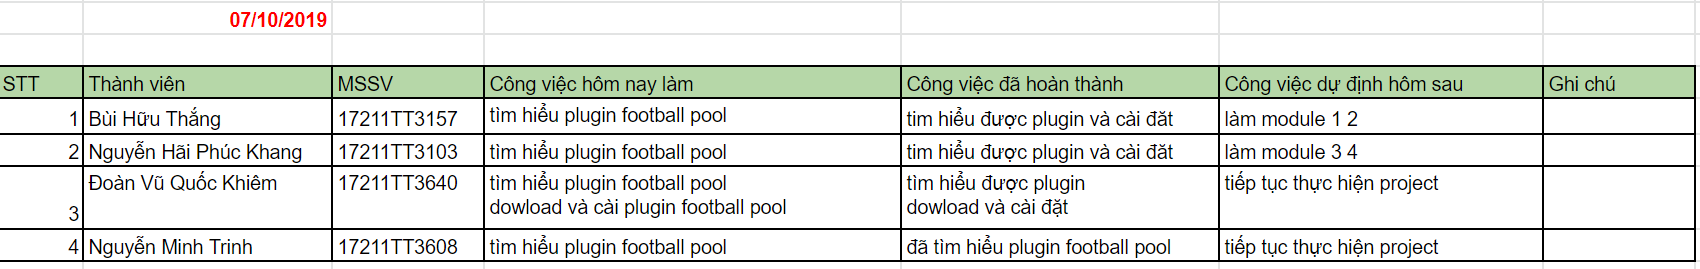 07/10/2019
STT Thành viên MSSV Công việc hôm nay làm Công việc đã hoàn thành Công việc dự định hôm sau Ghi chú
1 Bùi Hữu Thắng 17211TT3157 tìm hiểu plugin football pool tim hiểu được plugin và cài đăt làm module 1 2
2 Nguyễn Hãi Phúc Khang 17211TT3103 tìm hiểu plugin football pool tim hiểu được plugin và cài đăt làm module 3 4
Đoàn Vũ Quốc Khiêm 17211TT3640 tìm hiểu plugin football pool tìm hiểu được plugin tiếp tục thực hiện project
3 dowload và cài plugin football pool dowload và cài đặt
4 Nguyễn Minh Trinh 17211TT3608 tìm hiểu plugin football pool đã tìm hiểu plugin football pool tiếp tục thực hiện project